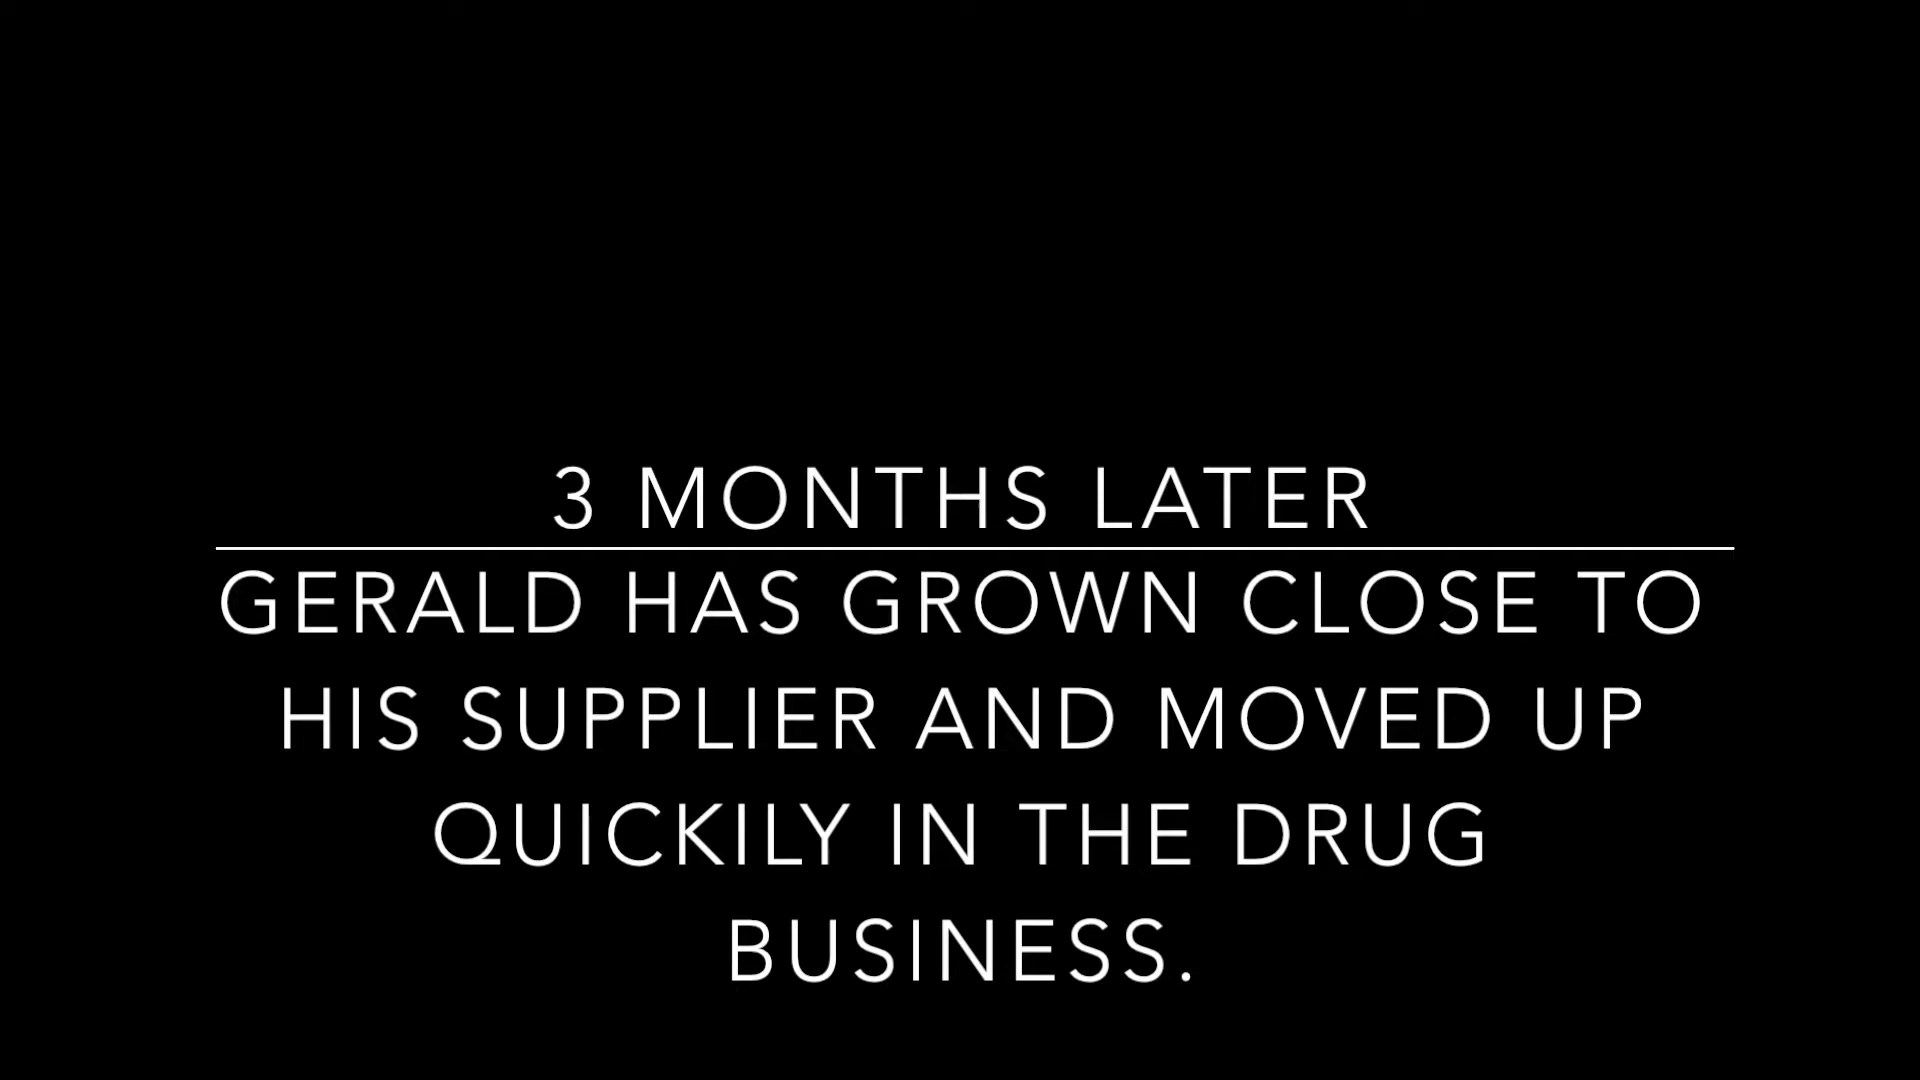 3 MONTHS LATER
GERALD HAS GROWN CLOSE TO
HIS SUPPLIER AND MOVED UP
QUICKILY IN THE DRUG
BUSINESS.